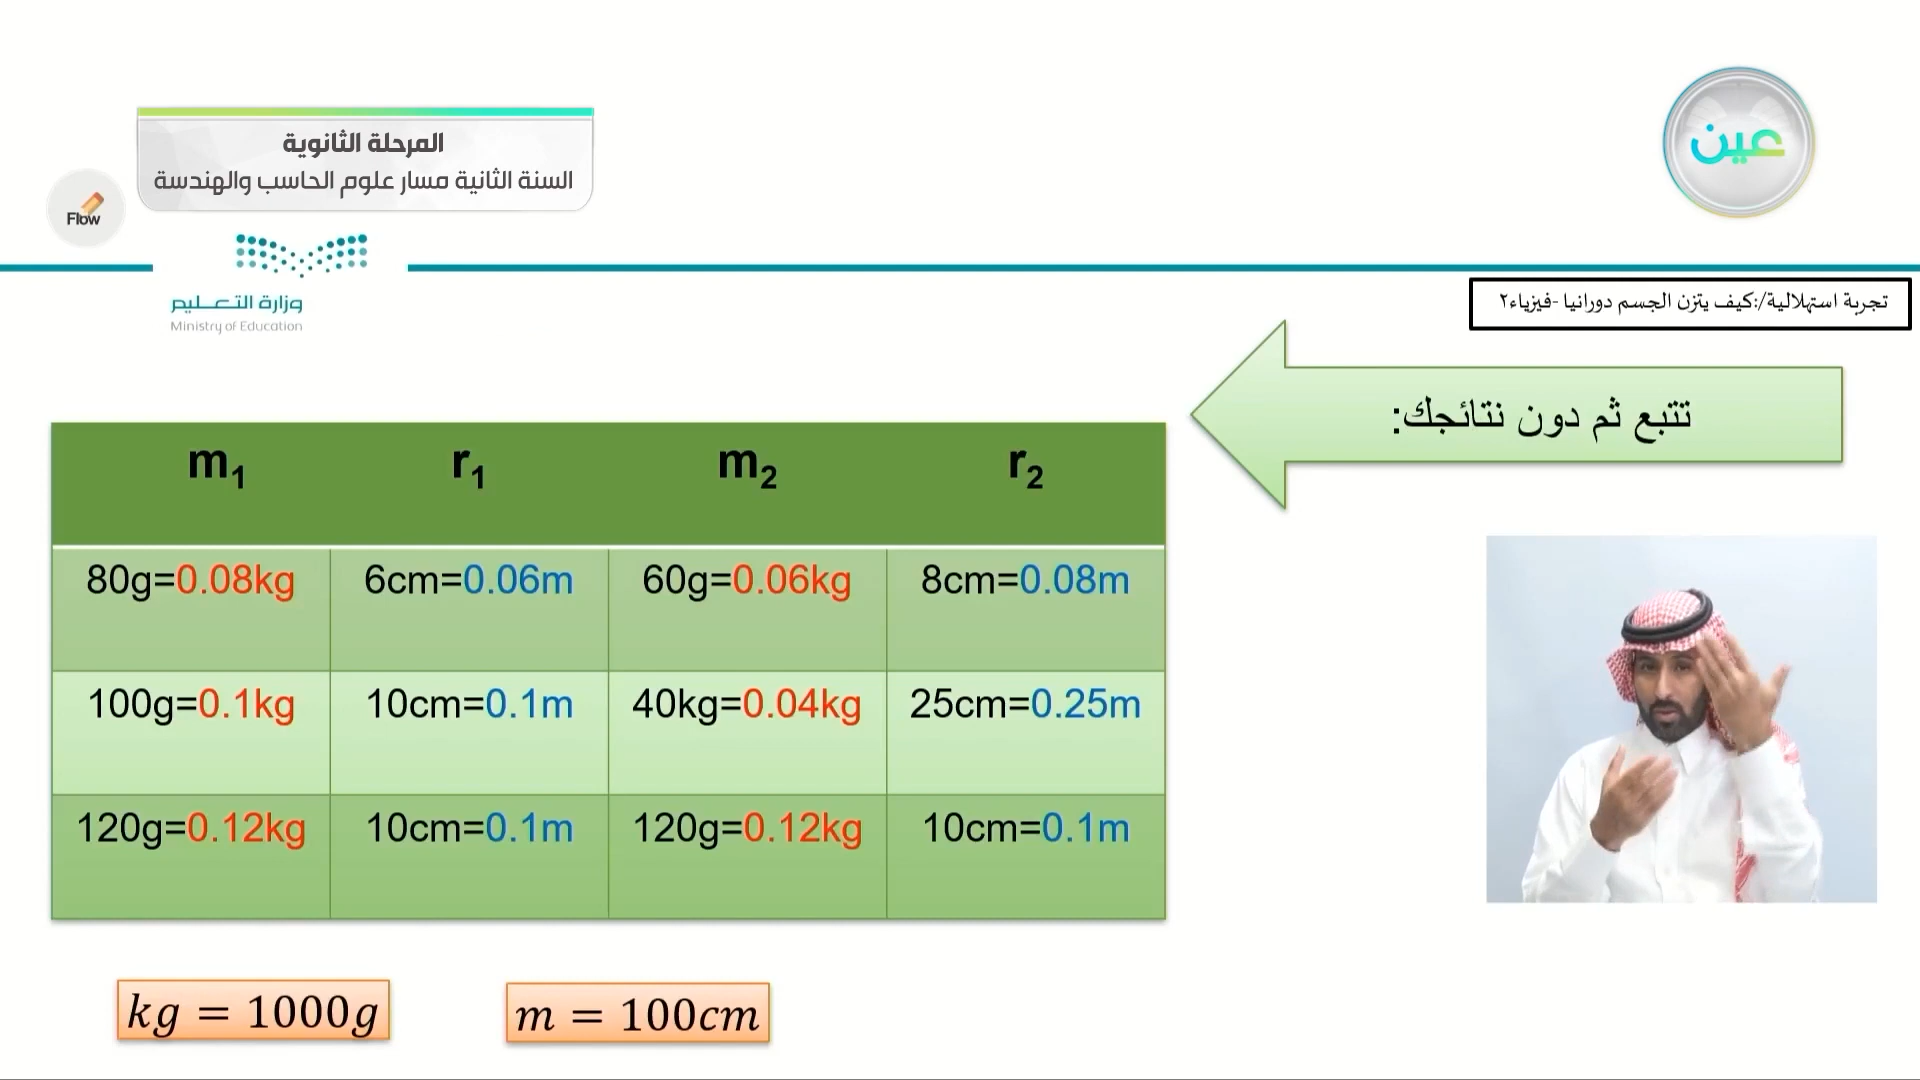 المرحلة الثانوية
السنة الثانية مسار علوم الحاسب والهندسة
عين
Flow
وزارة التعليم
Ministry of Education
تجربة استهلالية/:كيف يتزن الجسم دورانيا -فيزياء٢
تتبع ثم دون نتائجك:
m₁ r₁ m₂ r₂
80g=0.08kg 6cm=0.06m 60g=0.06kg 8cm=0.08m
100g=0.1kg 10cm=0.1m 40kg=0.04kg 25cm=0.25m
120g=0.12kg 10cm=0.1m 120g=0.12kg 10cm=0.1m
kg = 1000g
m = 100cm